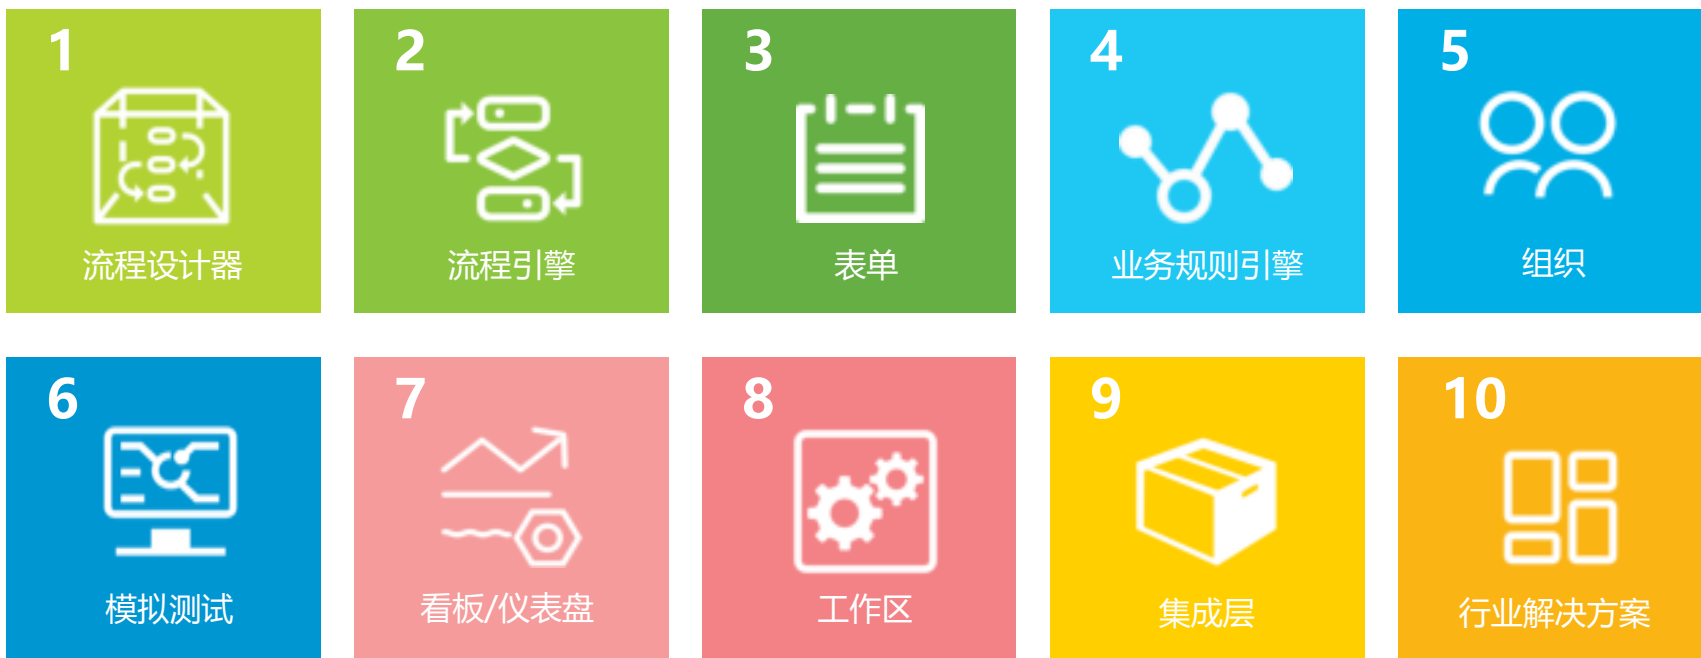 1
流程设计器
2
流程引擎
3
表单
4
业务规则引擎
5
组织
6
模拟测试
7
看板/仪表盘
8
工作区
9
集成层
10
行业解决方案